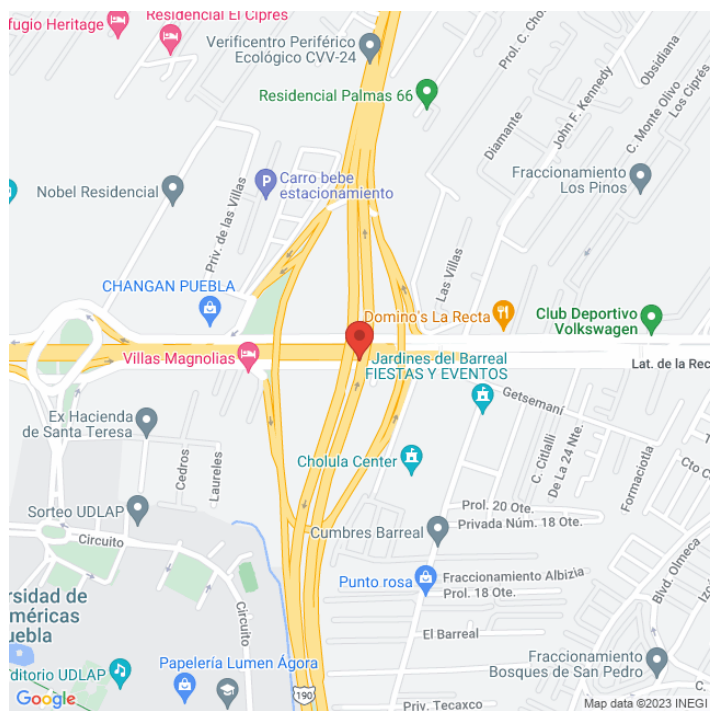 efugio Heritage
Residencial El Ciprés
Verificentro Periférico
Ecológico CVV-24
Prol. C. Cho
Obsidiana
Residencial Palmas 66
John F. Kennedy
C. Monte Olivo
Los Ciprés
Diamante
Carro bebe
estacionamiento
Fraccionamiento
Los Pinos
Nobel Residencial
Priv. de las Villas
Las Villas
CHANGAN PUEBLA
Domino's La Recta
Club Deportivo
Volkswagen
Villas Magnolias
Jardines del Barreal
FIESTAS Y EVENTOS
Lat. de la Rec
Getsemaní
Ex Hacienda
de Santa Teresa
C. Citlalli
De La 24 Nte.
Formaciotla
Cto C
Cedros
Laureles
Cholula Center
Sorteo UDLAP
Prol. 20 Ote.
Privada Núm. 18 Ote.
Circuito
Cumbres Barreal
Blvd. Olmeca
Izo
Punto rosa
Fraccionamiento Albizia
Prol. 18 Ote.
rsidad de
méricas
uebla
Circuito
El Barreal
Fraccionamiento
Bosques de San Pedro
ditorio UDLAP
Papelería Lumen Ágora
190
C.
Google
Priv. Tecaxco
Map data ©2023 INEGI